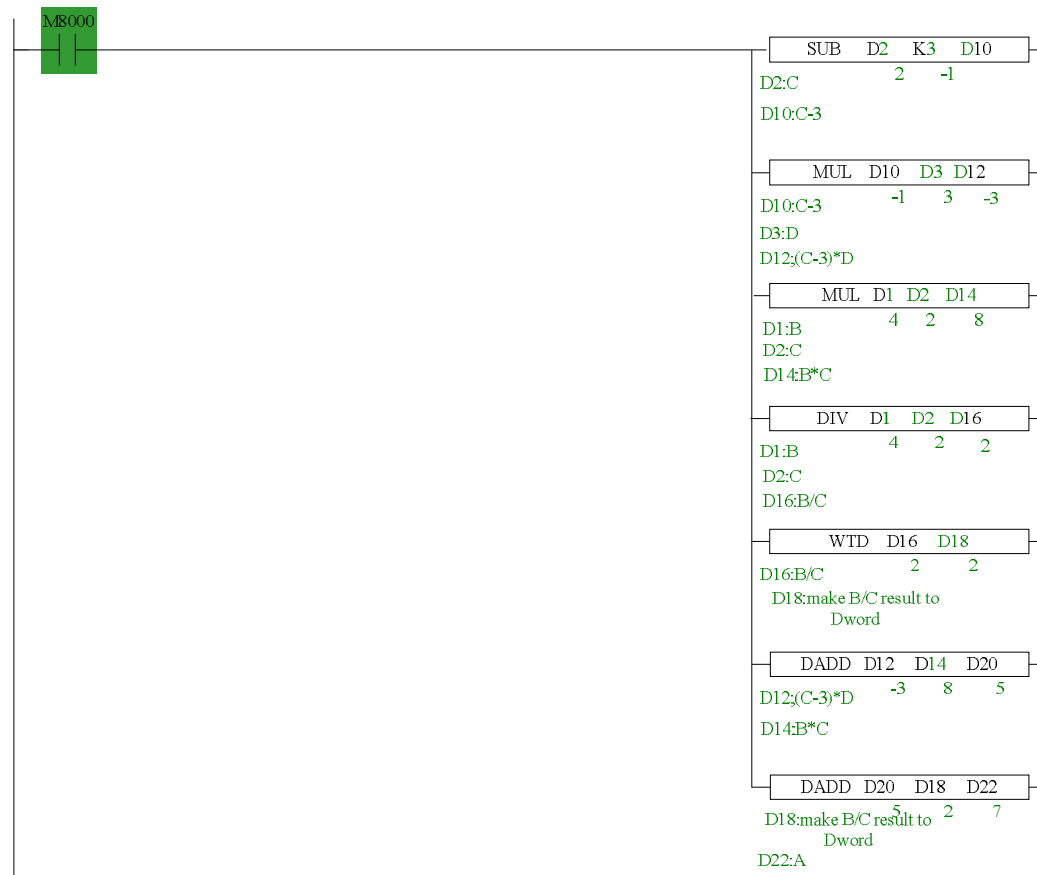 M8000
SUB D2 K3 D10
2 -1
D2:C
D10:C-3
MUL D10 D3 D12
-1 3 -3
D10:C-3
D3:D
D12;(C-3)*D
MUL D1 D2 D14
4 2 8
D1:B
D2:C
D14:B*C
DIV D1 D2 D16
4 2 2
D1:B
D2:C
D16:B/C
WTD D16 D18
2 2
D16:B/C
D18:make B/C result to
Dword
DADD D12 D14 D20
-3 8 5
D12;(C-3)*D
D14:B*C
DADD D20 D18 D22
5 2 7
D18:make B/C result to
Dword
D22:A